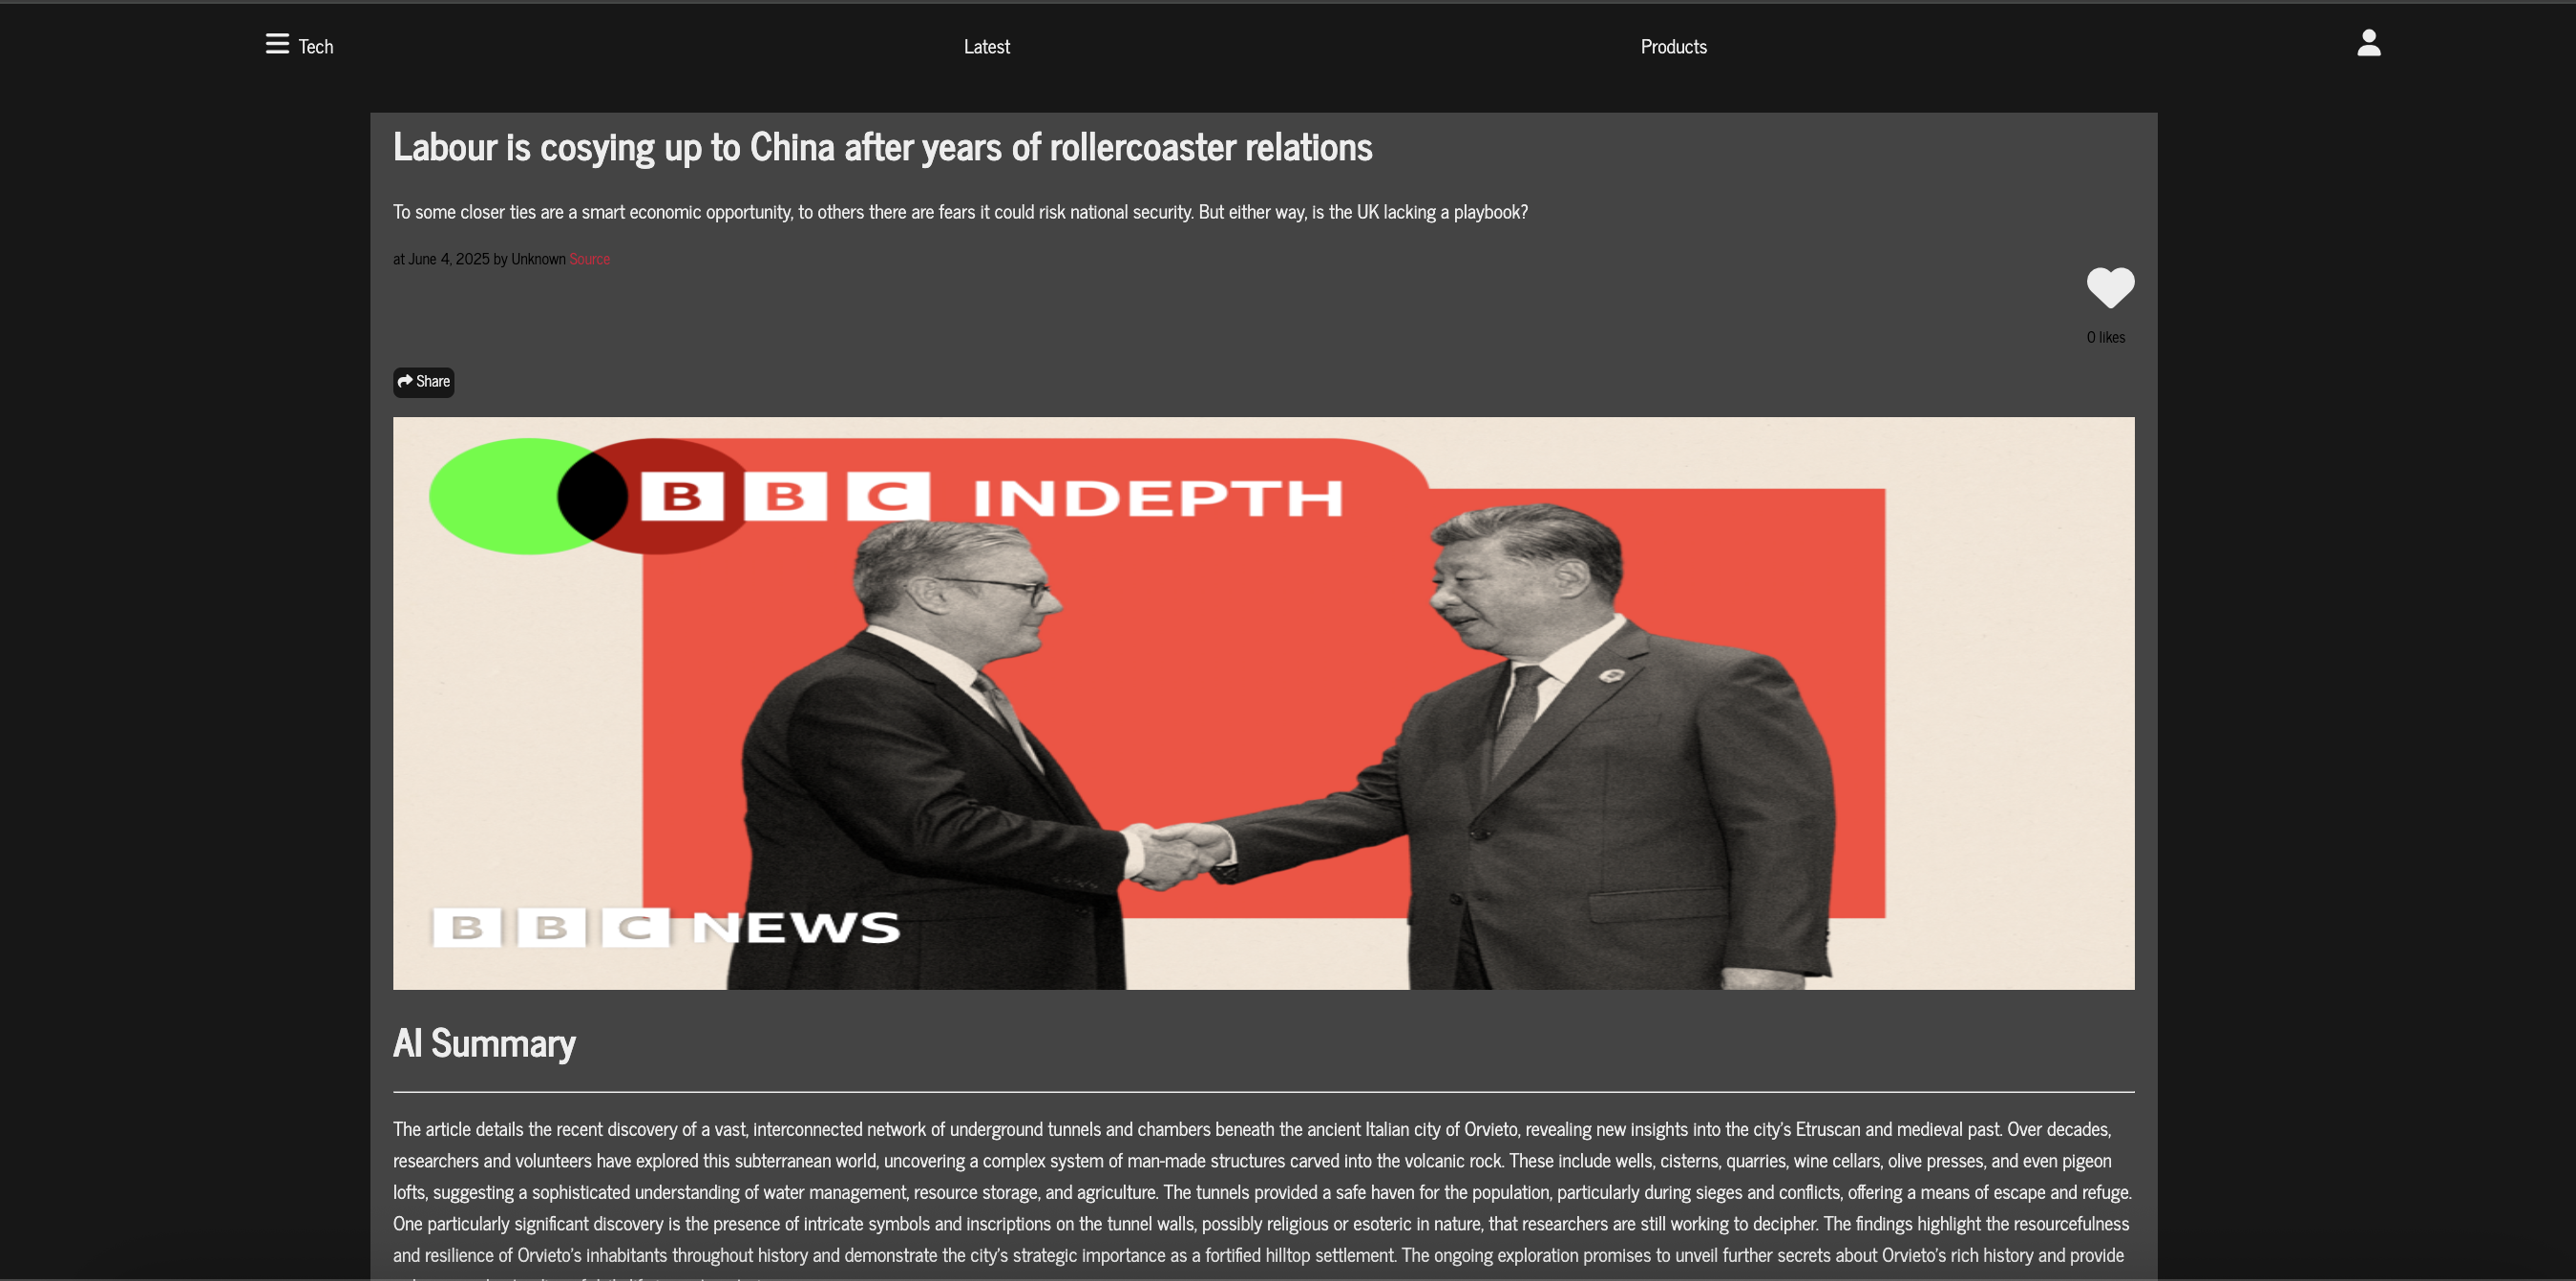 Tech
Latest
Products
Labour is cosying up to China after years of rollercoaster relations
To some closer ties are a smart economic opportunity, to others there are fears it could risk national security. But either way, is the UK lacking a playbook?
at June 4, 2025 by Unknown Source
0 likes
Share
BBC INDEPTH
BBC NEWS
AI Summary
The article details the recent discovery of a vast, interconnected network of underground tunnels and chambers beneath the ancient Italian city of Orvieto, revealing new insights into the city's Etruscan and medieval past. Over decades,
researchers and volunteers have explored this subterranean world, uncovering a complex system of man-made structures carved into the volcanic rock. These include wells, cisterns, quarries, wine cellars, olive presses, and even pigeon
lofts, suggesting a sophisticated understanding of water management, resource storage, and agriculture. The tunnels provided a safe haven for the population, particularly during sieges and conflicts, offering a means of escape and refuge.
One particularly significant discovery is the presence of intricate symbols and inscriptions on the tunnel walls, possibly religious or esoteric in nature, that researchers are still working to decipher. The findings highlight the resourcefulness
and resilience of Orvieto's inhabitants throughout history and demonstrate the city's strategic importance as a fortified hilltop settlement. The ongoing exploration promises to unveil further secrets about Orvieto's rich history and provide